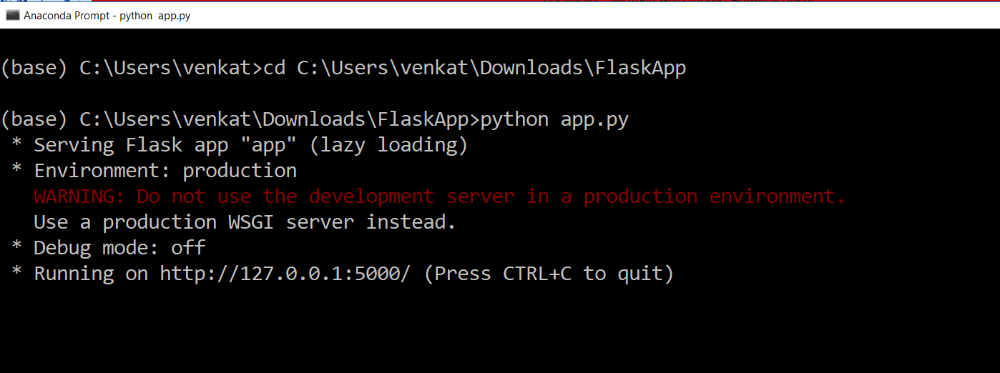 Anaconda Prompt - python  app.py
(base) C:\Users\venkat>cd C:\Users\venkat\Downloads\FlaskApp
(base) C:\Users\venkat\Downloads\FlaskApp>python app.py
 * Serving Flask app "app" (lazy loading)
 * Environment: production
   WARNING: Do not use the development server in a production environment.
   Use a production WSGI server instead.
 * Debug mode: off
 * Running on http://127.0.0.1:5000/ (Press CTRL+C to quit)